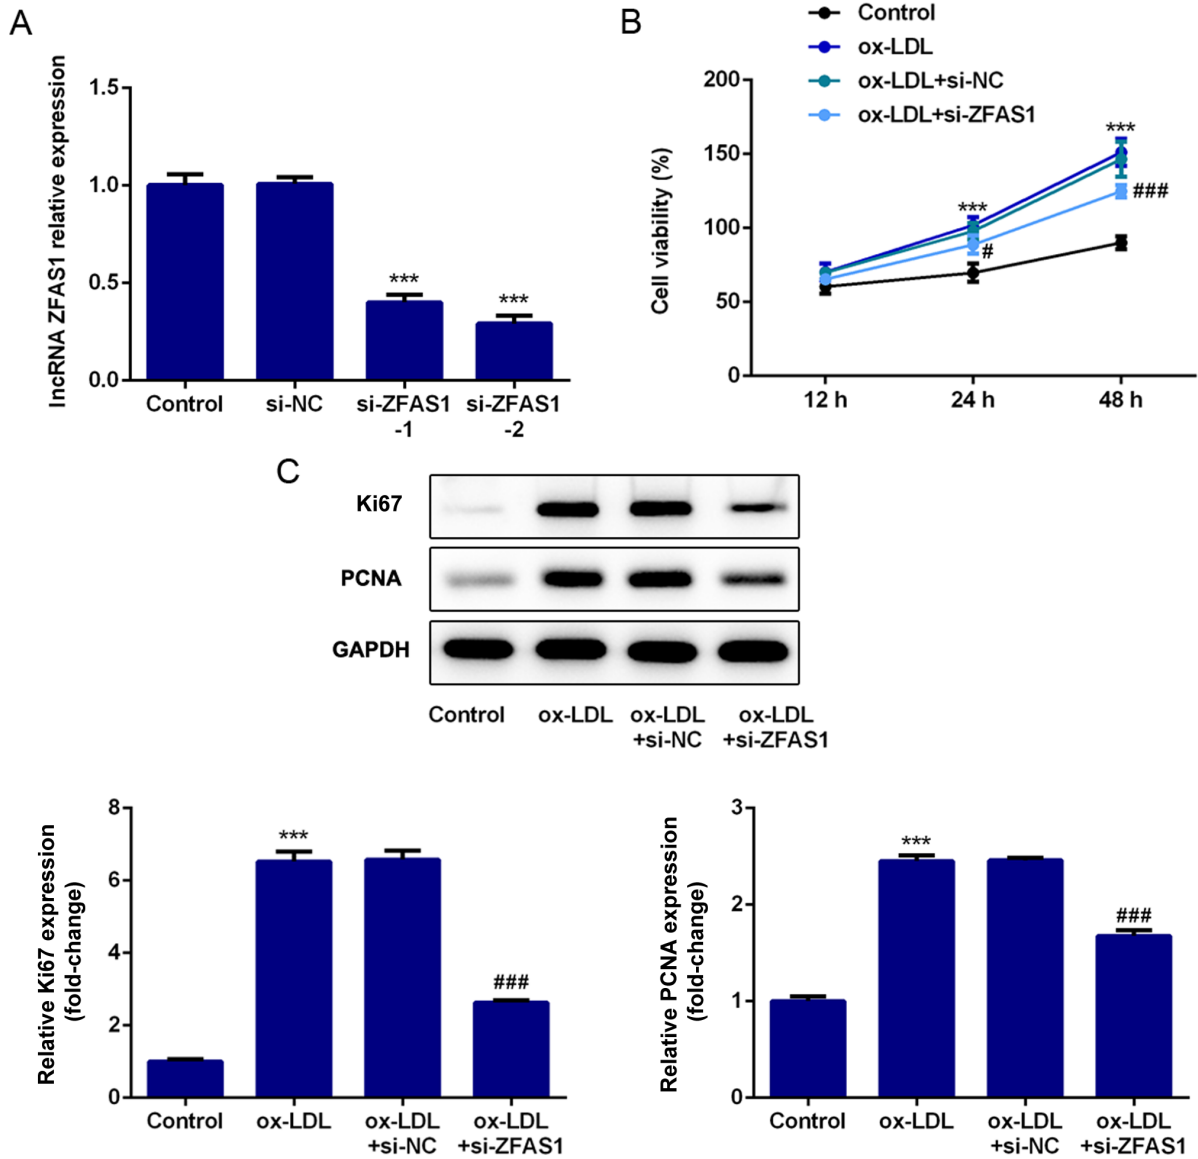 A
lncRNA ZFAS1 relative expression
1.5
1.0
0.5
0.0
***
***
Control
si-NC
si-ZFAS1
-1
si-ZFAS1
-2
B
Control
ox-LDL
ox-LDL+si-NC
ox-LDL+si-ZFAS1
Cell viability (%)
200
150
100
50
0
***
***
#
###
12 h
24 h
48 h
C
Ki67
PCNA
GAPDH
Control
ox-LDL
ox-LDL
+si-NC
ox-LDL
+si-ZFAS1
Relative Ki67 expression
(fold-change)
8
6
4
2
0
***
###
Control
ox-LDL
ox-LDL
+si-NC
ox-LDL
+si-ZFAS1
Relative PCNA expression
(fold-change)
3
2
1
0
***
###
Control
ox-LDL
ox-LDL
+si-NC
ox-LDL
+si-ZFAS1